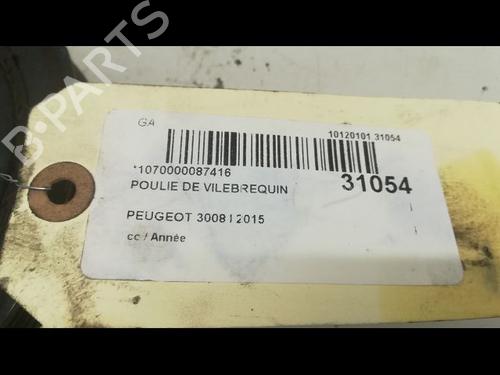 B-PARTS
GA
10120101 31054
*1070000087416
POULIE DE VILEBREQUIN
31054
PEUGEOT 3008 I 2015
cc / Année